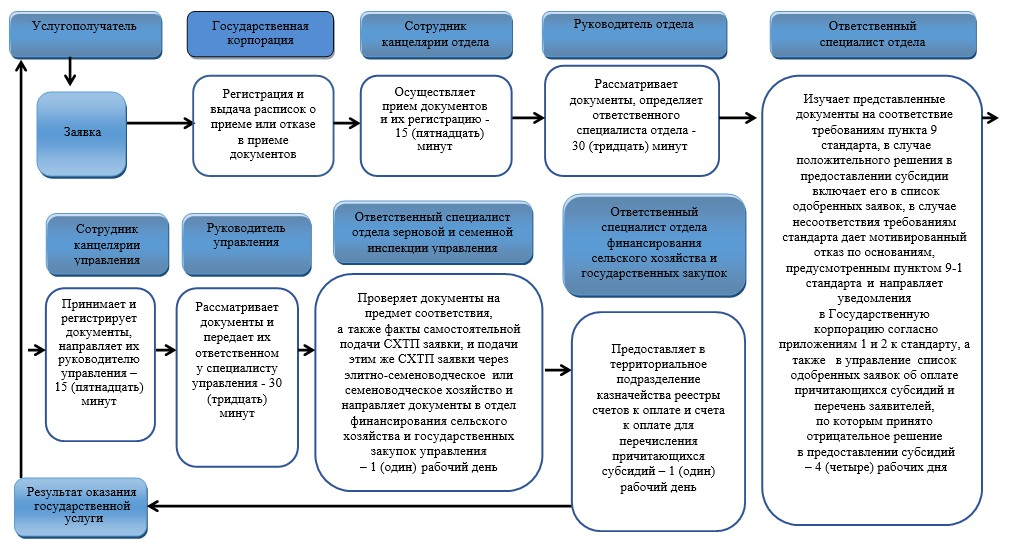 Услугополучатель
Государственная
корпорация
Сотрудник
канцелярии отдела
Руководитель отдела
Ответственный
специалист отдела
Заявка
Регистрация и
выдача расписок о
приеме или отказе
в приеме
документов
Осуществляет
прием документов
и их регистрацию -
15 (пятнадцать)
минут
Рассматривает
документы, определяет
ответственного
специалиста отдела -
30 (тридцать) минут
Изучает представленные
документы на соответствие
требованиям пункта 9
стандарта, в случае
положительного решения в
предоставлении субсидии
включает его в список
одобренных заявок, в случае
несоответствия требованиям
стандарта дает мотивированный
отказ по основаниям,
предусмотренным пунктом 9-1
стандарта и направляет
уведомления
в Государственную
корпорацию согласно
приложениям 1 и 2 к стандарту, а
также в управление список
одобренных заявок об оплате
причитающихся субсидий и
перечень заявителей,
по которым принято
отрицательное решение
в предоставлении субсидий
– 4 (четыре) рабочих дня
Сотрудник
канцелярии
управления
Руководитель
управления
Ответственный специалист
отдела зерновой и семенной
инспекции управления
Ответственный
специалист отдела
финансирования
сельского хозяйства и
государственных закупок
Принимает и
регистрирует
документы,
направляет их
руководителю
управления –
15 (пятнадцать)
минут
Рассматривает
документы и
передает их
ответственном
у специалисту
управления - 30
(тридцать)
минут
Проверяет документы на
предмет соответствия,
а также факты самостоятельной
подачи СХТП заявки, и подачи
этим же СХТП заявки через
элитно-семеноводческое или
семеноводческое хозяйство и
направляет документы в отдел
финансирования сельского
хозяйства и государственных
закупок управления
– 1 (один) рабочий день
Предоставляет в
территориальное
подразделение
казначейства реестры
счетов к оплате и счета
к оплате для
перечисления
причитающихся
субсидий – 1 (один)
рабочий день
Результат оказания
государственной
услуги